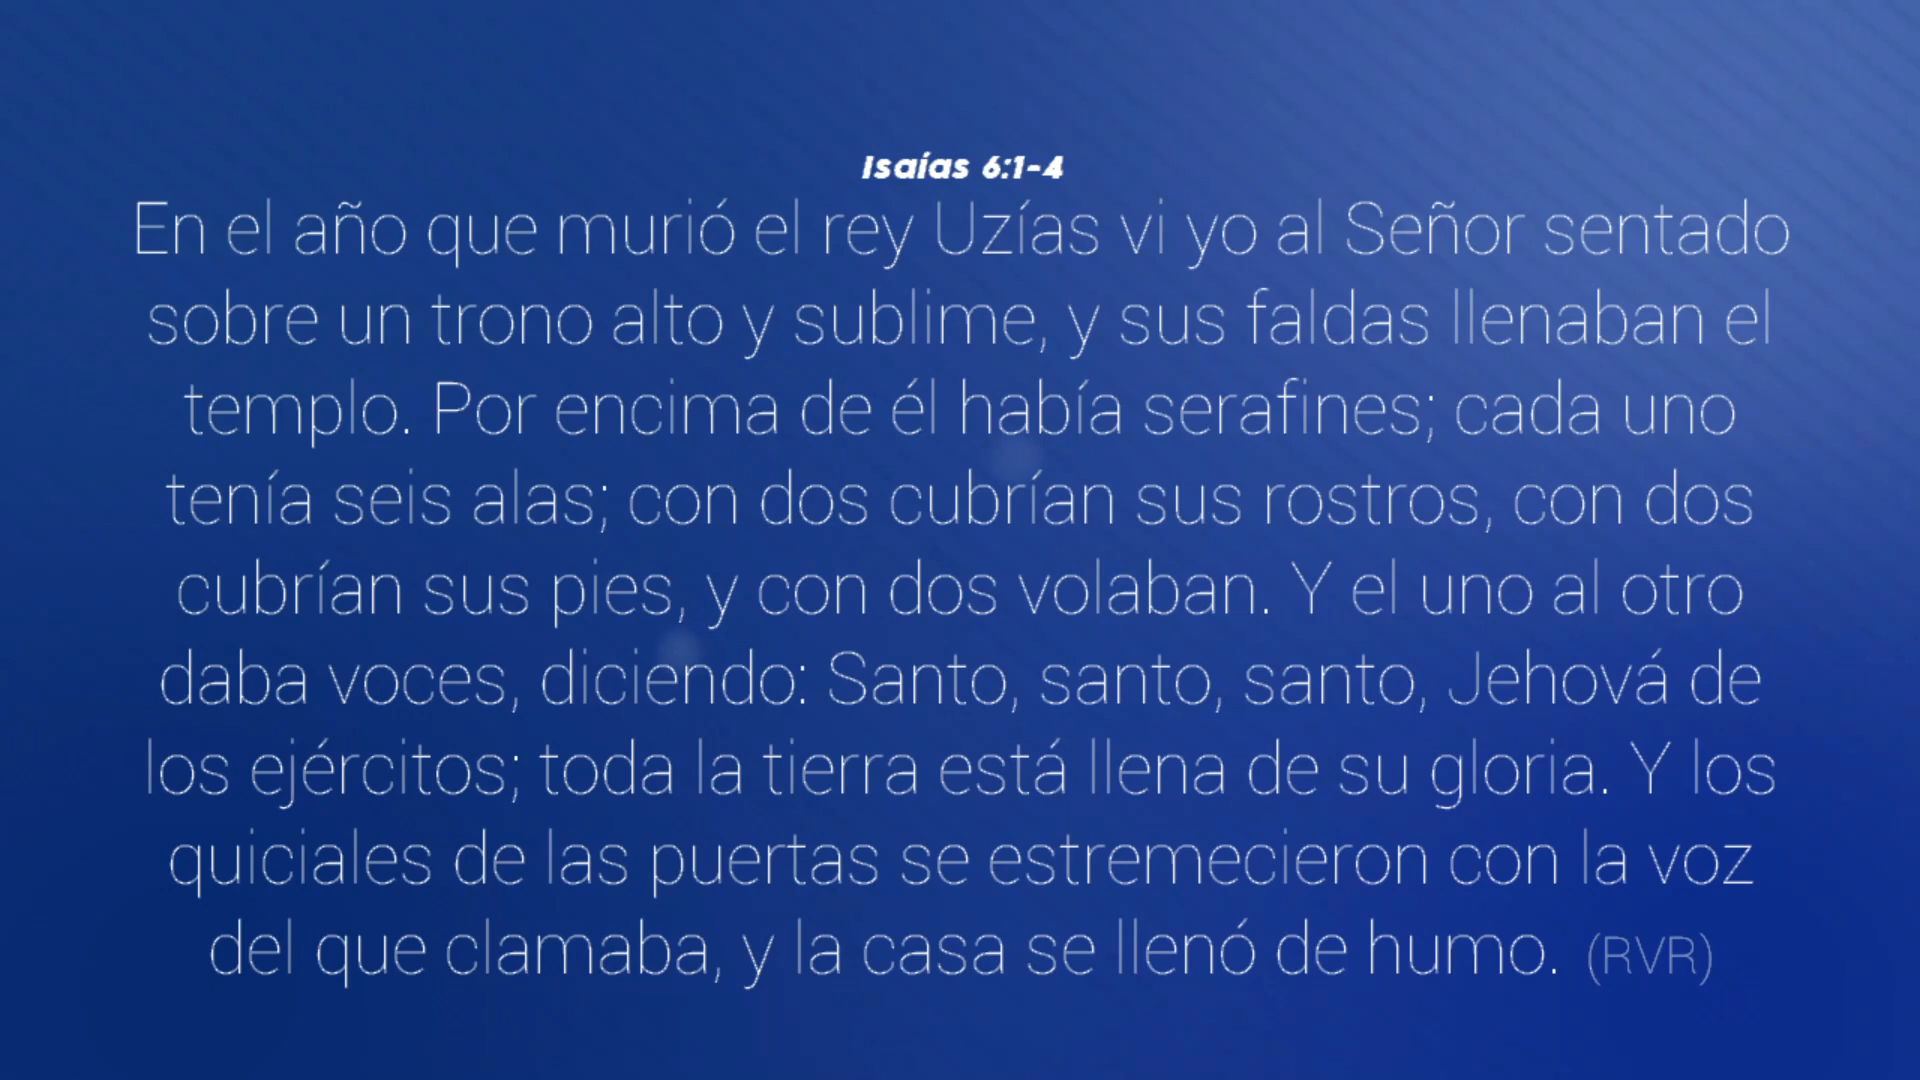 Isaías 6:1-4
En el año que murió el rey Uzías vi yo al Señor sentado
sobre un trono alto y sublime, y sus faldas llenaban el
templo. Por encima de él había serafines; cada uno
tenía seis alas; con dos cubrían sus rostros, con dos
cubrían sus pies, y con dos volaban. Y el uno al otro
daba voces, diciendo: Santo, santo, santo, Jehová de
los ejércitos; toda la tierra está llena de su gloria. Y los
quiciales de las puertas se estremecieron con la voz
del que clamaba, y la casa se llenó de humo. (RVR)